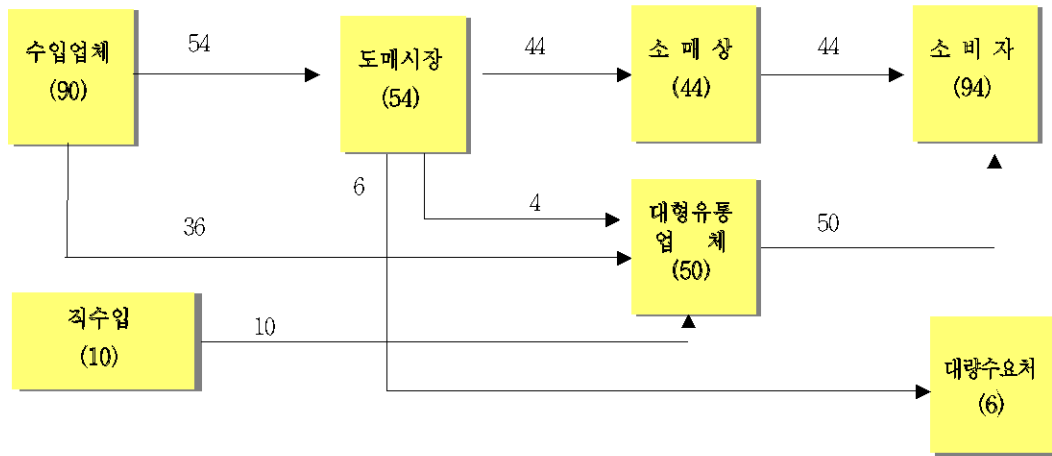 수입업체
(90)
54
도매시장
(54)
44
소 매 상
(44)
44
소 비 자
(94)
6
4
36
대형유통
업 체
(50)
50
직수입
(10)
10
대량수요처
(6)